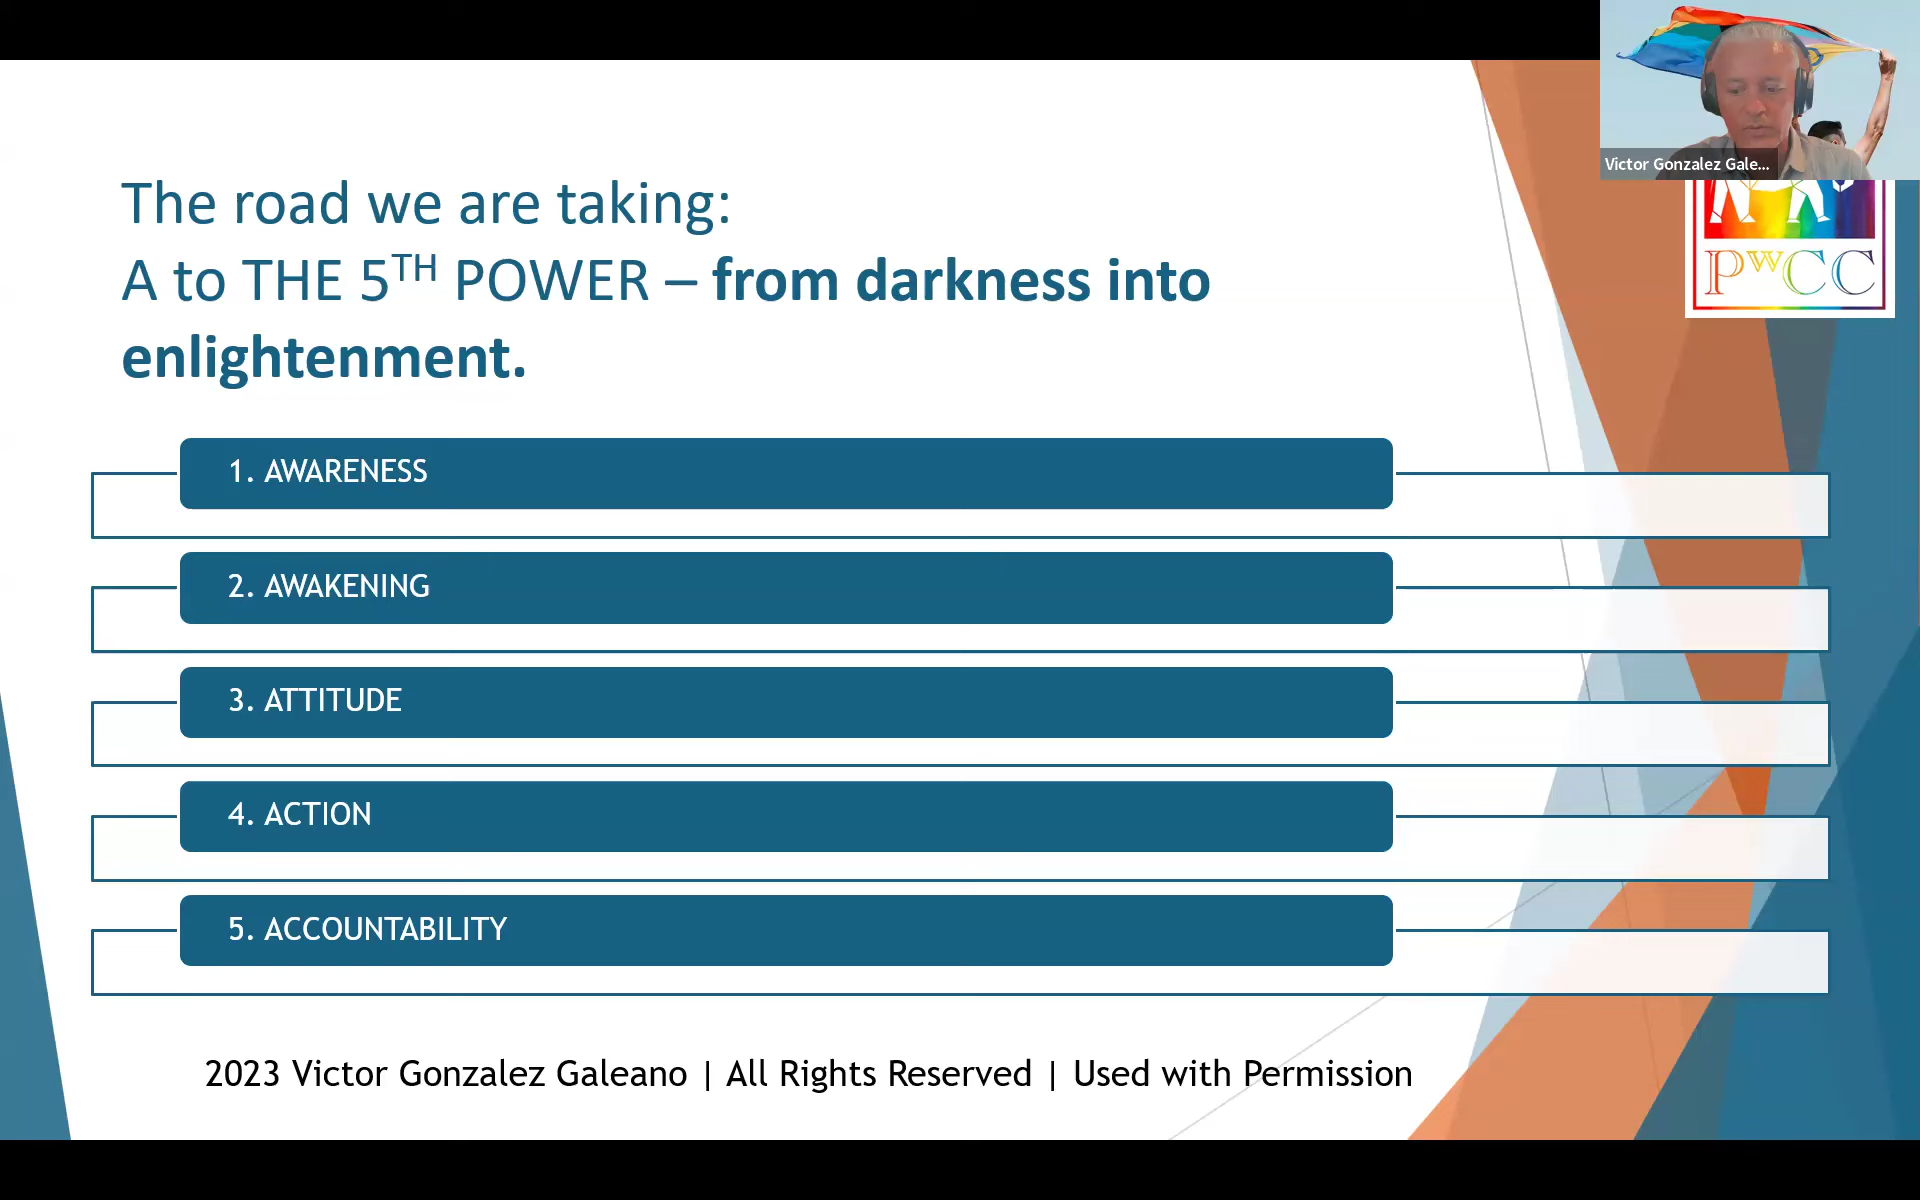 Victor Gonzalez Gale...
The road we are taking:
A to THE 5TH POWER – from darkness into
enlightenment.
PWCC
1. AWARENESS
2. AWAKENING
3. ATTITUDE
4. ACTION
5. ACCOUNTABILITY
2023 Victor Gonzalez Galeano | All Rights Reserved | Used with Permission